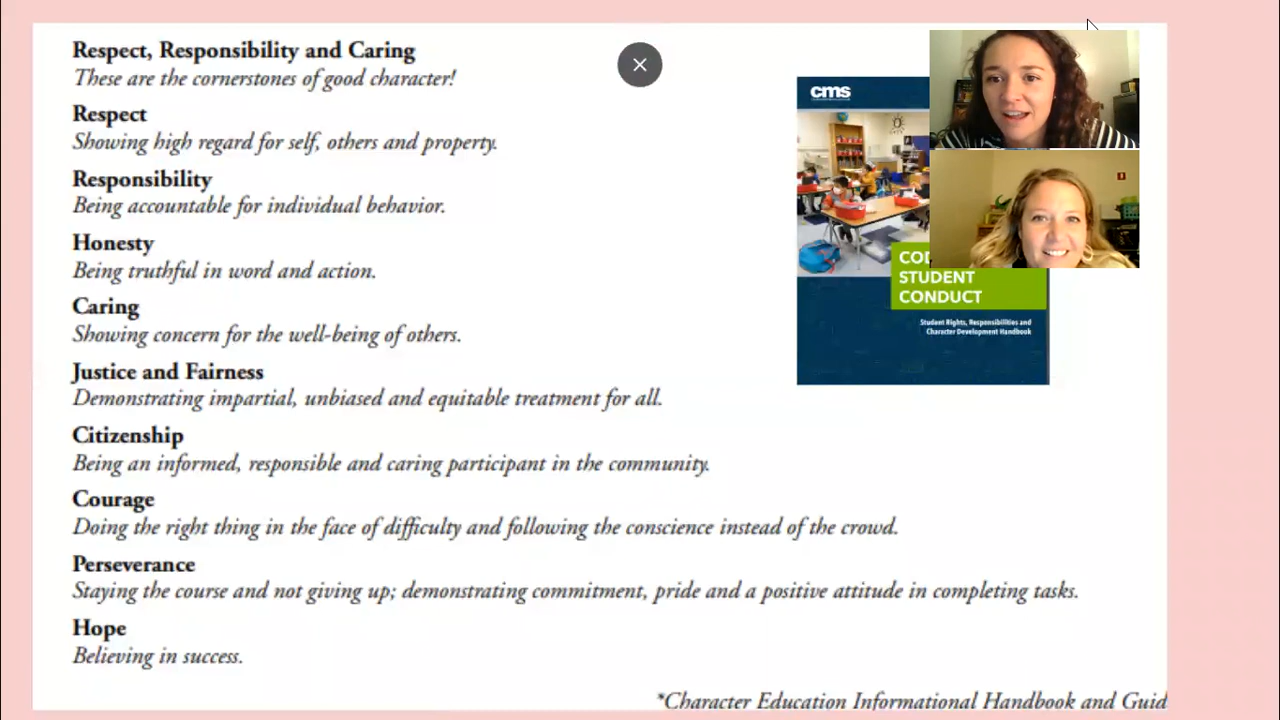 Respect, Responsibility and Caring
These are the cornerstones of good character!
Respect
Showing high regard for self, others and property.
Responsibility
Being accountable for individual behavior.
Honesty
Being truthful in word and action.
Caring
Showing concern for the well-being of others.
Justice and Fairness
Demonstrating impartial, unbiased and equitable treatment for all.
Citizenship
Being an informed, responsible and caring participant in the community.
Courage
Doing the right thing in the face of difficulty and following the conscience instead of the crowd.
Perseverance
Staying the course and not giving up; demonstrating commitment, pride and a positive attitude in completing tasks.
Hope
Believing in success.
*Character Education Informational Handbook and Guid
cms
STUDENT
CONDUCT
Student Rights, Responsibilities and
Character Development Handbook